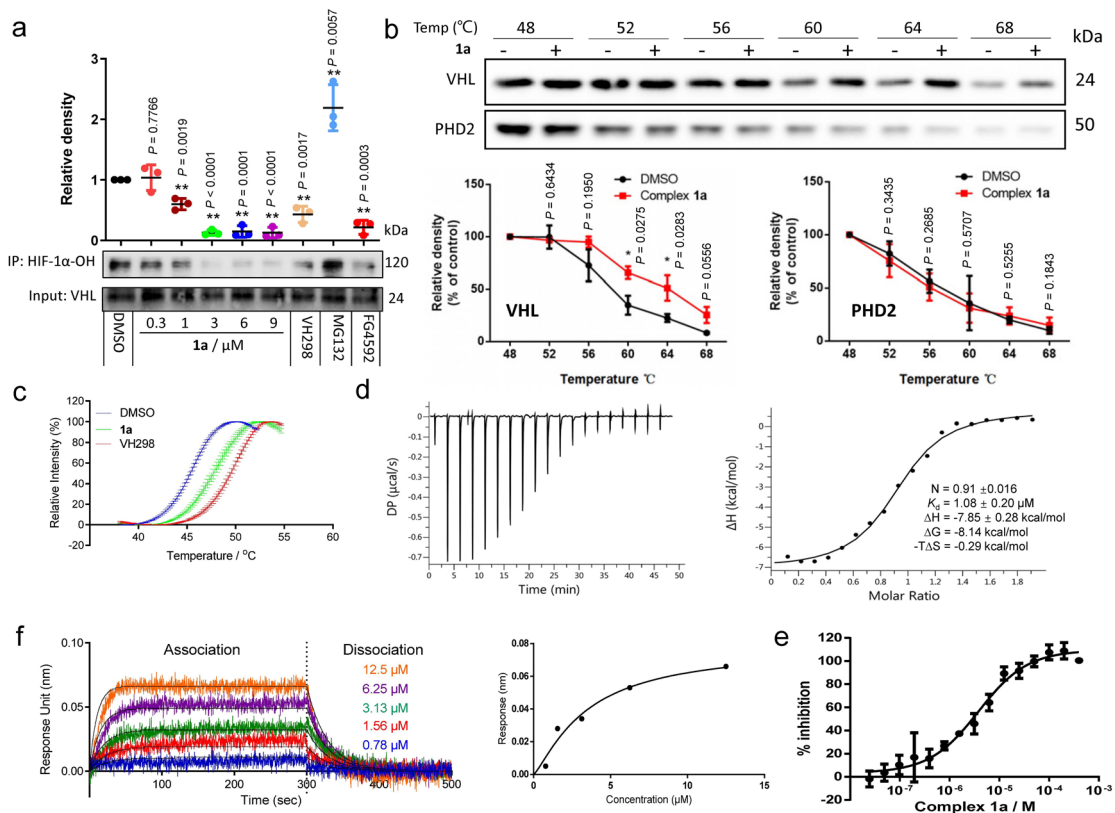 a
P = 0.0057
**
P = 0.7766
P = 0.0019
**
P < 0.0001
**
P = 0.0001
**
P < 0.0001
**
P = 0.0017
**
P = 0.0003
**
Relative density
3
2
1
0
kDa
IP: HIF-1α-OH
120
Input: VHL
24
DMSO
0.3 1 3 6 9
1a / μM
VH298
MG132
FG4592
b
Temp (℃) 48 52 56 60 64 68 kDa
1a - + - + - + - + - + - +
VHL
24
PHD2
50
Relative density
(% of control)
150
100
50
0
P = 0.6434
P = 0.1950
P = 0.0275
*
P = 0.0283
*
P = 0.0556
DMSO
Complex 1a
VHL
48 52 56 60 64 68
Temperature ℃
Relative density
(% of control)
150
100
50
0
P = 0.3435
P = 0.2685
P = 0.5707
P = 0.5255
P = 0.1843
DMSO
Complex 1a
PHD2
48 52 56 60 64 68
Temperature ℃
c
Relative Intensity (%)
120
100
80
60
40
20
0
-20
DMSO
1a
VH298
35 40 45 50 55 60
Temperature / °C
d
DP (μcal/s)
0
-0.1
-0.2
-0.3
-0.4
-0.5
-0.6
-0.7
0 5 10 15 20 25 30 35 40 45 50
Time (min)
ΔH (kcal/mol)
0
-1
-2
-3
-4
-5
-6
-7
N = 0.91 ±0.016
Kd = 1.08 ± 0.20 μM
ΔH = -7.85 ± 0.28 kcal/mol
ΔG = -8.14 kcal/mol
-TΔS = -0.29 kcal/mol
0 0.2 0.4 0.6 0.8 1 1.2 1.4 1.6 1.8
Molar Ratio
f
Response Unit (nm)
0.10
0.05
0.00
Association
Dissociation
12.5 μM
6.25 μM
3.13 μM
1.56 μM
0.78 μM
100 200 300 400 500
Time (sec)
Response (nm)
0.08
0.06
0.04
0.02
0.00
0 5 10 15
Concentration (μM)
e
% inhibition
120
100
80
60
40
20
0
-20
10-7 10-6 10-5 10-4 10-3
Complex 1a / M